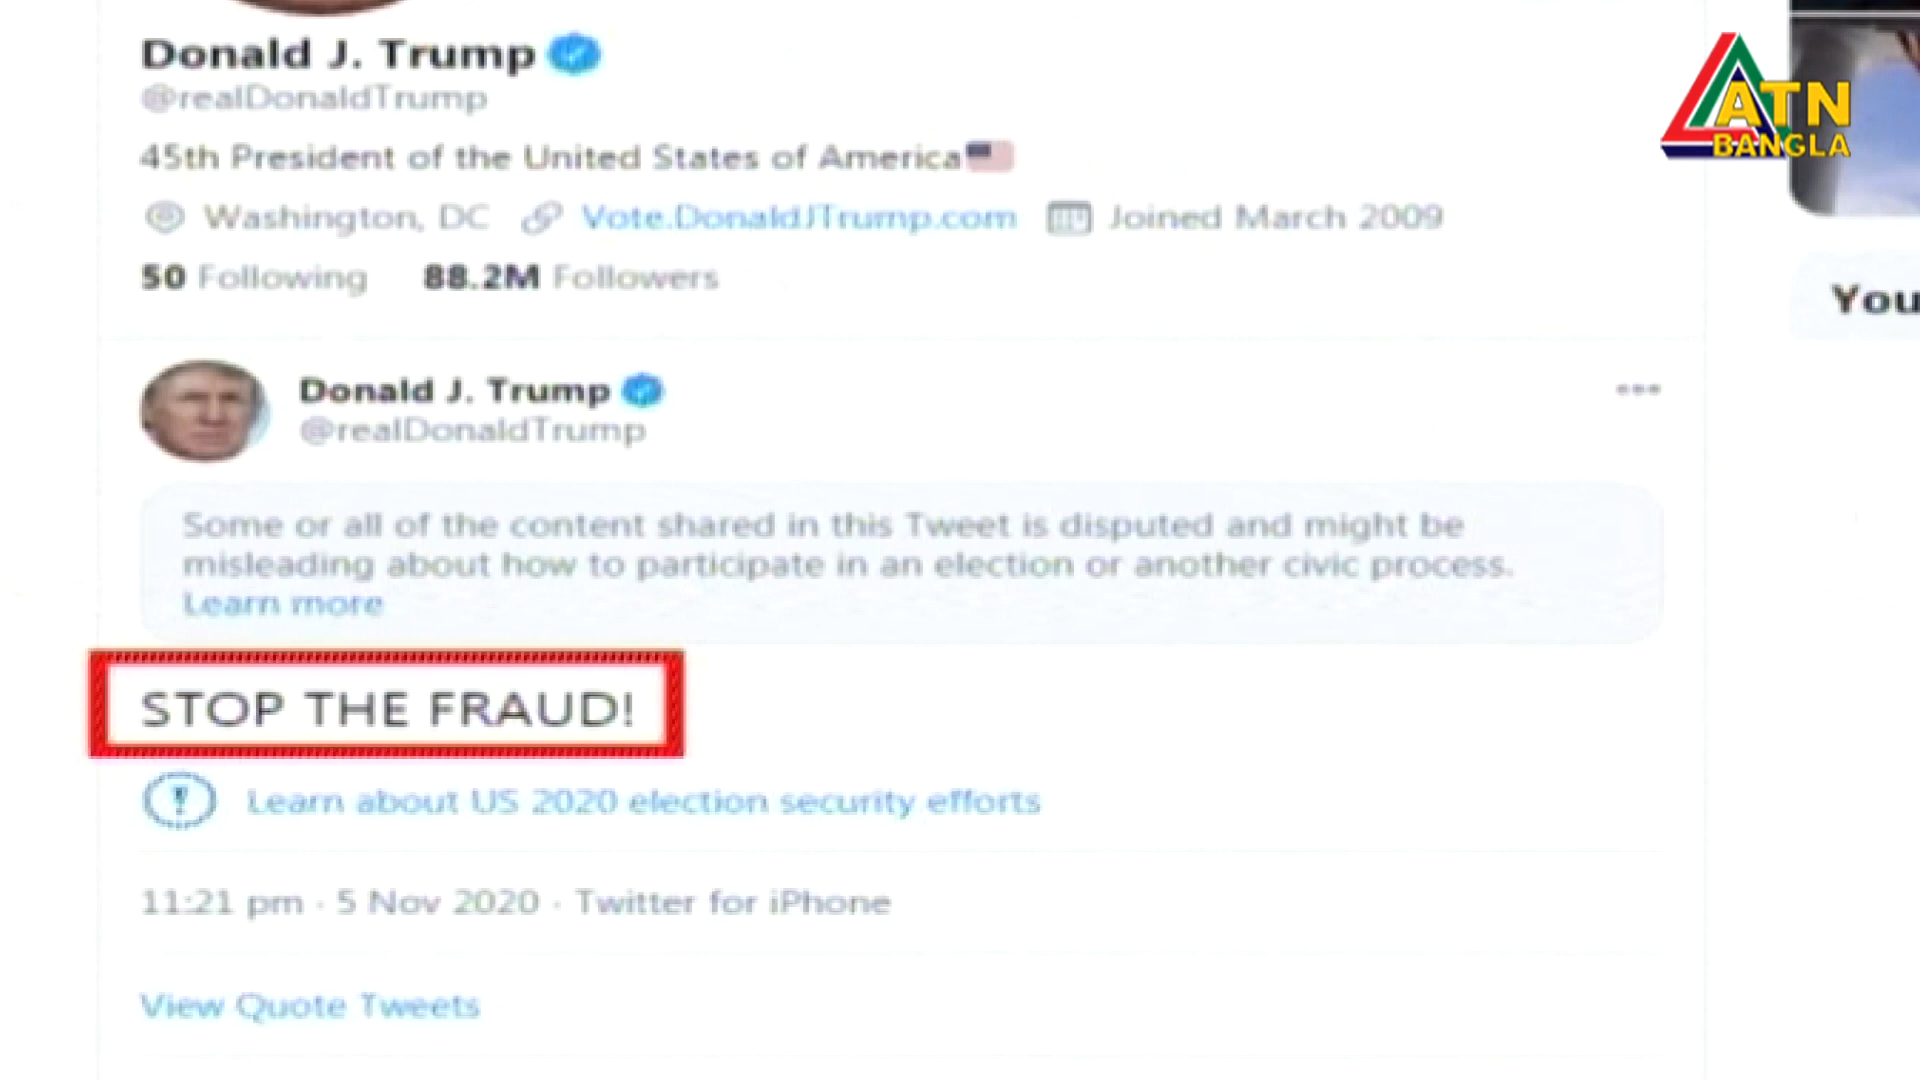 Donald J. Trump
@realDonaldTrump
45th President of the United States of America
Washington, DC Vote.DonaldJTrump.com Joined March 2009
50 Following 88.2M Followers
Donald J. Trump
@realDonaldTrump
Some or all of the content shared in this Tweet is disputed and might be
misleading about how to participate in an election or another civic process.
Learn more
STOP THE FRAUD!
Learn about US 2020 election security efforts
11:21 pm · 5 Nov 2020 · Twitter for iPhone
View Quote Tweets
ATN
BANGLA
You